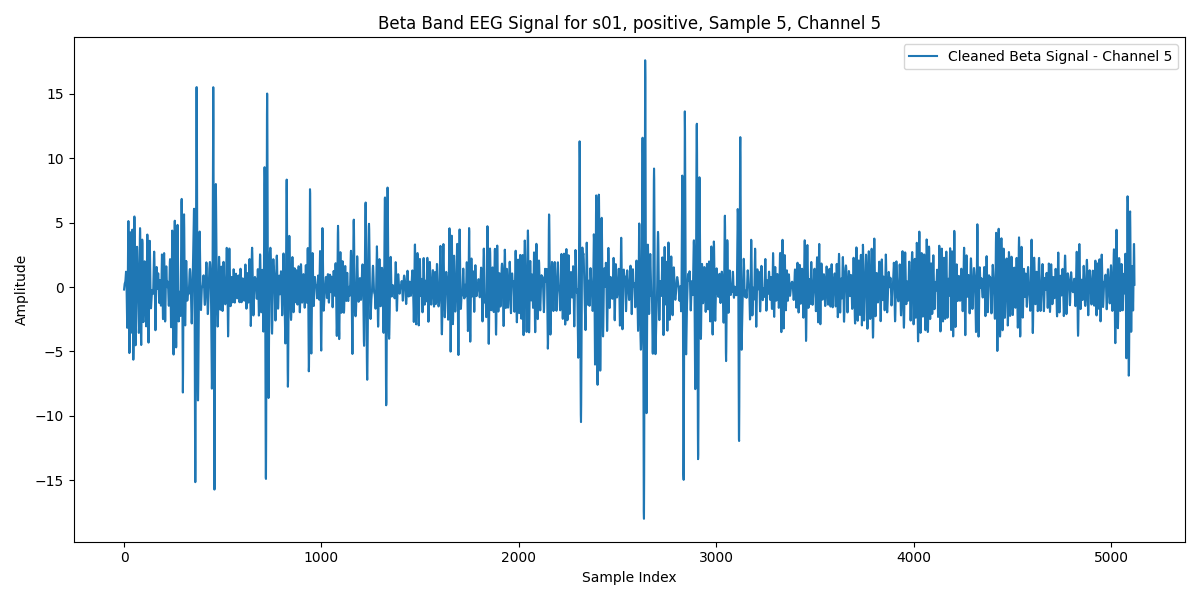 Beta Band EEG Signal for s01, positive, Sample 5, Channel 5
Cleaned Beta Signal - Channel 5
Amplitude
15
10
5
0
−5
−10
−15
0 1000 2000 3000 4000 5000
Sample Index